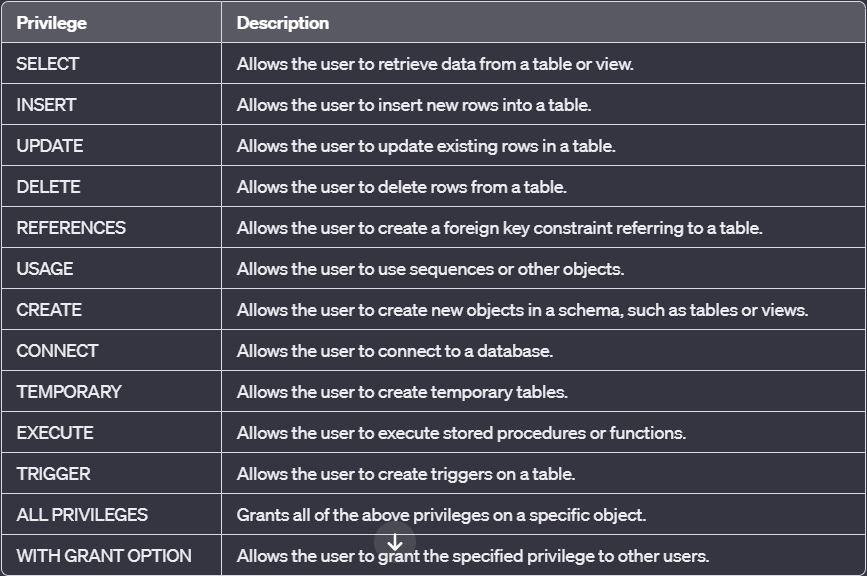 Privilege Description
SELECT Allows the user to retrieve data from a table or view.
INSERT Allows the user to insert new rows into a table.
UPDATE Allows the user to update existing rows in a table.
DELETE Allows the user to delete rows from a table.
REFERENCES Allows the user to create a foreign key constraint referring to a table.
USAGE Allows the user to use sequences or other objects.
CREATE Allows the user to create new objects in a schema, such as tables or views.
CONNECT Allows the user to connect to a database.
TEMPORARY Allows the user to create temporary tables.
EXECUTE Allows the user to execute stored procedures or functions.
TRIGGER Allows the user to create triggers on a table.
ALL PRIVILEGES Grants all of the above privileges on a specific object.
WITH GRANT OPTION Allows the user to grant the specified privilege to other users.